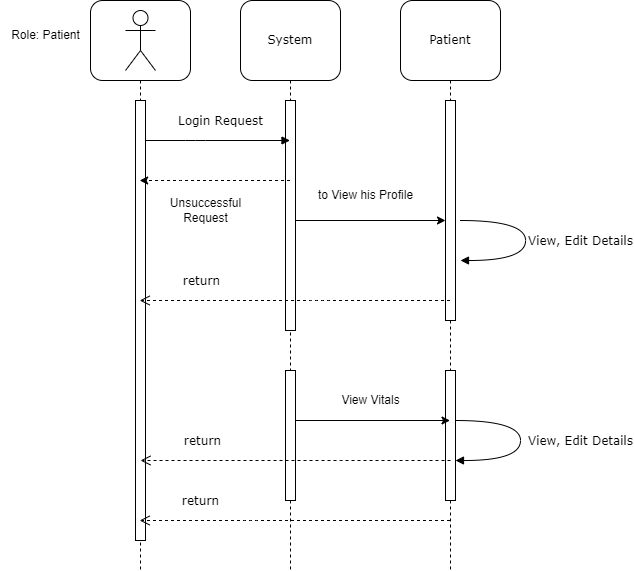 Role: Patient
System
Patient
Login Request
Unsuccessful
Request
to View his Profile
View, Edit Details
return
View Vitals
return
View, Edit Details
return